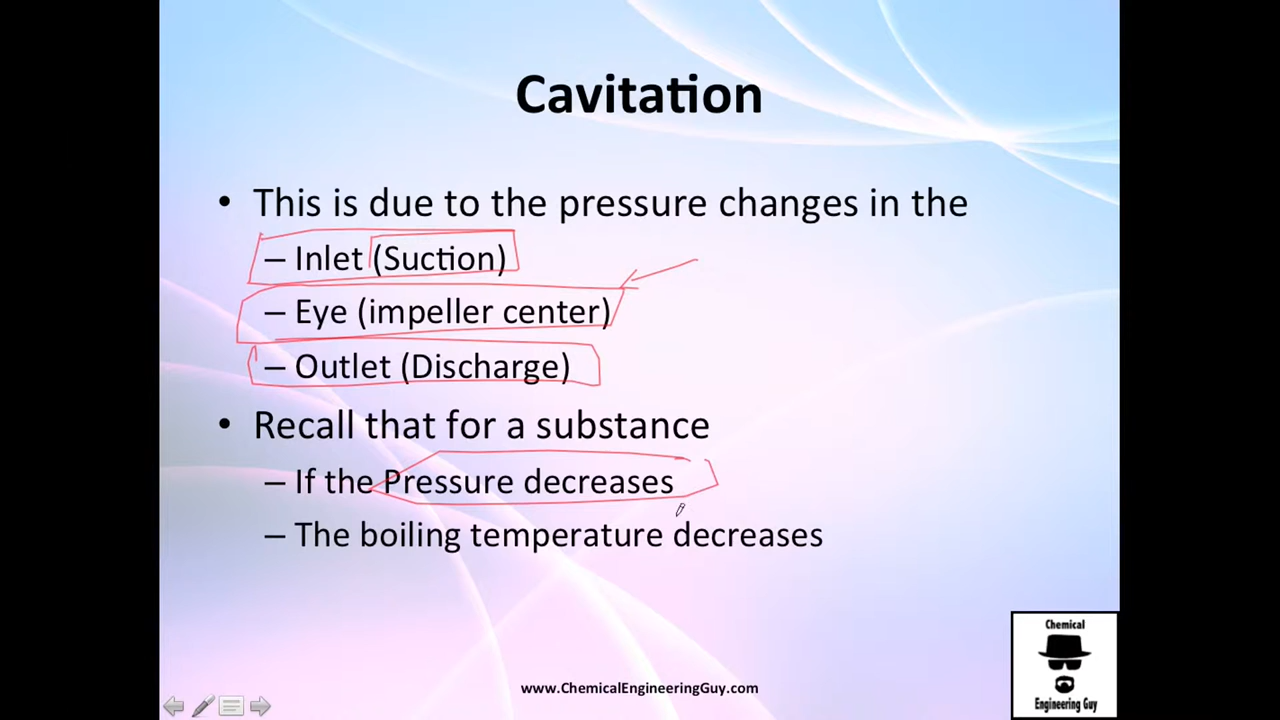 Cavitation
• This is due to the pressure changes in the
– Inlet (Suction)
– Eye (impeller center)
– Outlet (Discharge)
• Recall that for a substance
– If the Pressure decreases
– The boiling temperature decreases
www.ChemicalEngineeringGuy.com
Chemical
Engineering Guy